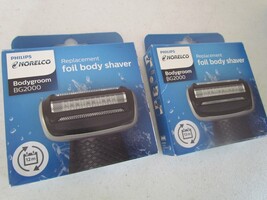 PHILIPS
NORELCO
Replacement
foil body shaver
Bodygroom
BG2000
PHILIPS
NORELCO
Replacement
foil body shaver
Bodygroom
BG2000